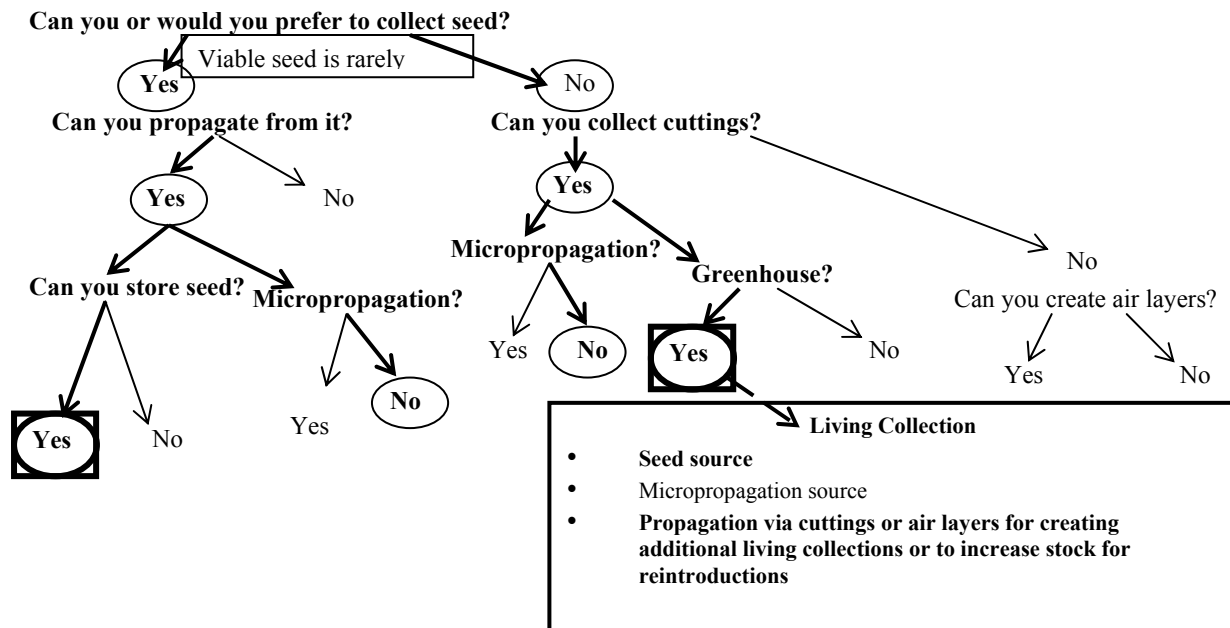 Can you or would you prefer to collect seed?
Viable seed is rarely
Yes
No
Can you propagate from it?
Can you collect cuttings?
Yes
No
Yes
Micropropagation?
Greenhouse?
No
Can you store seed?
Micropropagation?
Can you create air layers?
Yes
No
Yes
No
Yes
No
Yes
No
Yes
No
Living Collection
• Seed source
• Micropropagation source
• Propagation via cuttings or air layers for creating
additional living collections or to increase stock for
reintroductions